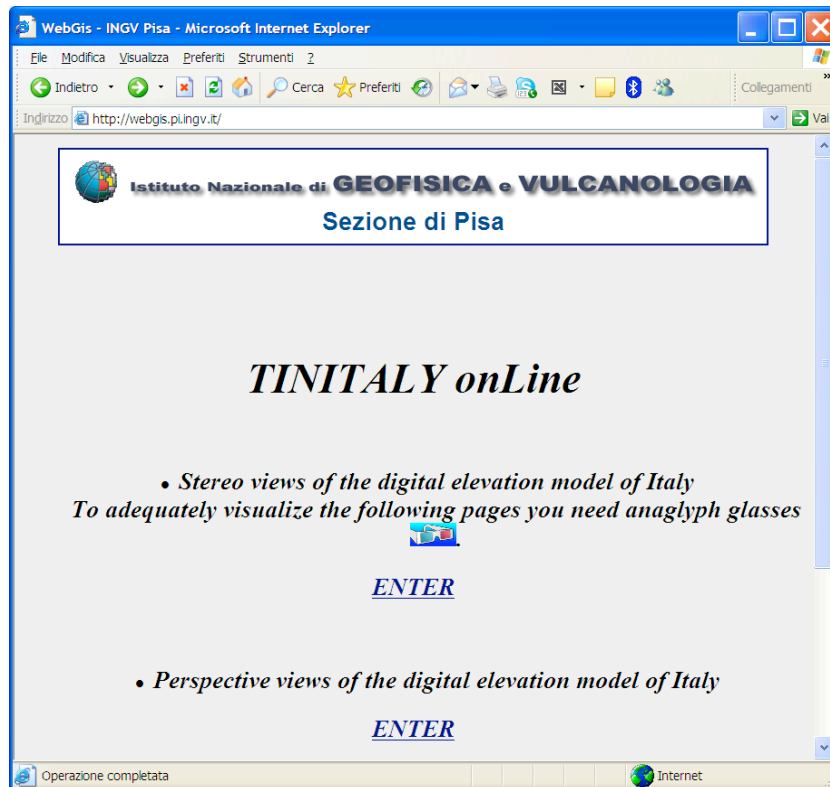 WebGis - INGV Pisa - Microsoft Internet Explorer
File Modifica Visualizza Preferiti Strumenti ?
Indietro Cerca Preferiti Collegamenti »
Indirizzo http://webgis.pi.ingv.it/ Vai
Istituto Nazionale di GEOFISICA e VULCANOLOGIA
Sezione di Pisa
TINITALY onLine
• Stereo views of the digital elevation model of Italy
To adequately visualize the following pages you need anaglyph glasses
.
ENTER
• Perspective views of the digital elevation model of Italy
ENTER
Operazione completata Internet